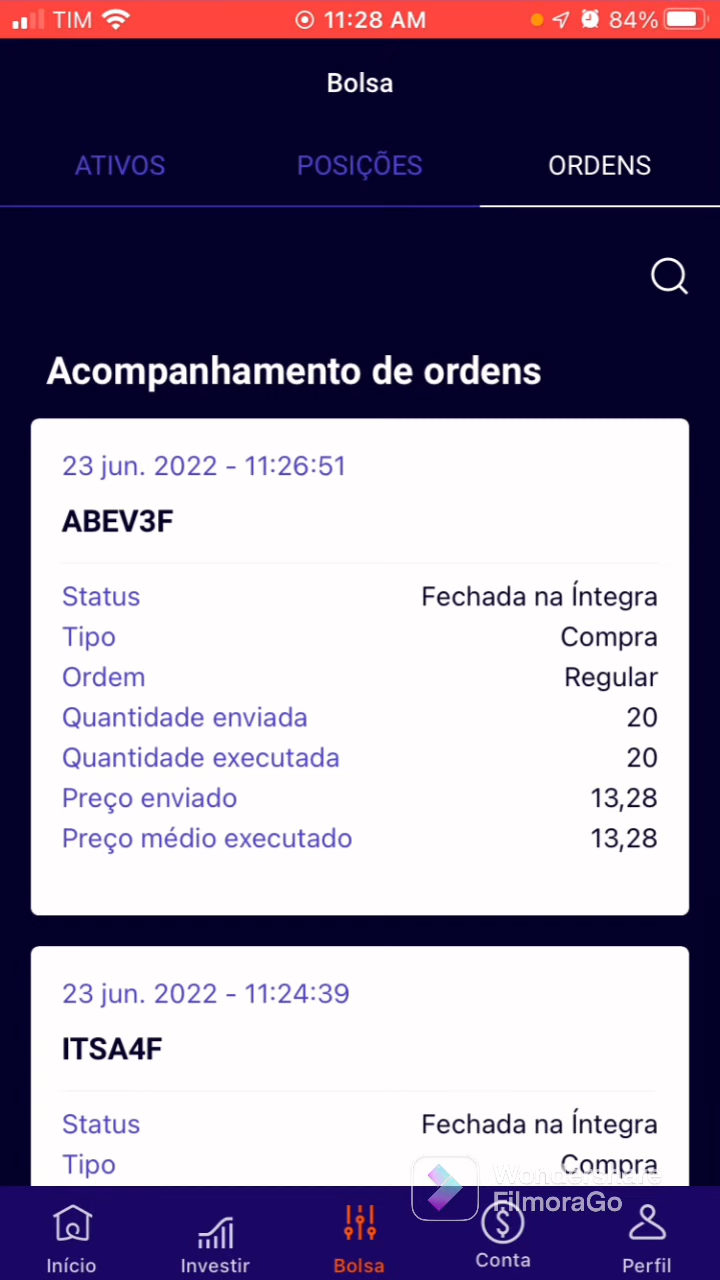 TIM 11:28 AM 84%
Bolsa
ATIVOS POSIÇÕES ORDENS
Acompanhamento de ordens
23 jun. 2022 - 11:26:51
ABEV3F
Status Fechada na Íntegra
Tipo Compra
Ordem Regular
Quantidade enviada 20
Quantidade executada 20
Preço enviado 13,28
Preço médio executado 13,28
23 jun. 2022 - 11:24:39
ITSA4F
Status Fechada na Íntegra
Tipo Compra
Wondershare
FilmoraGo
Início Investir Bolsa Conta Perfil